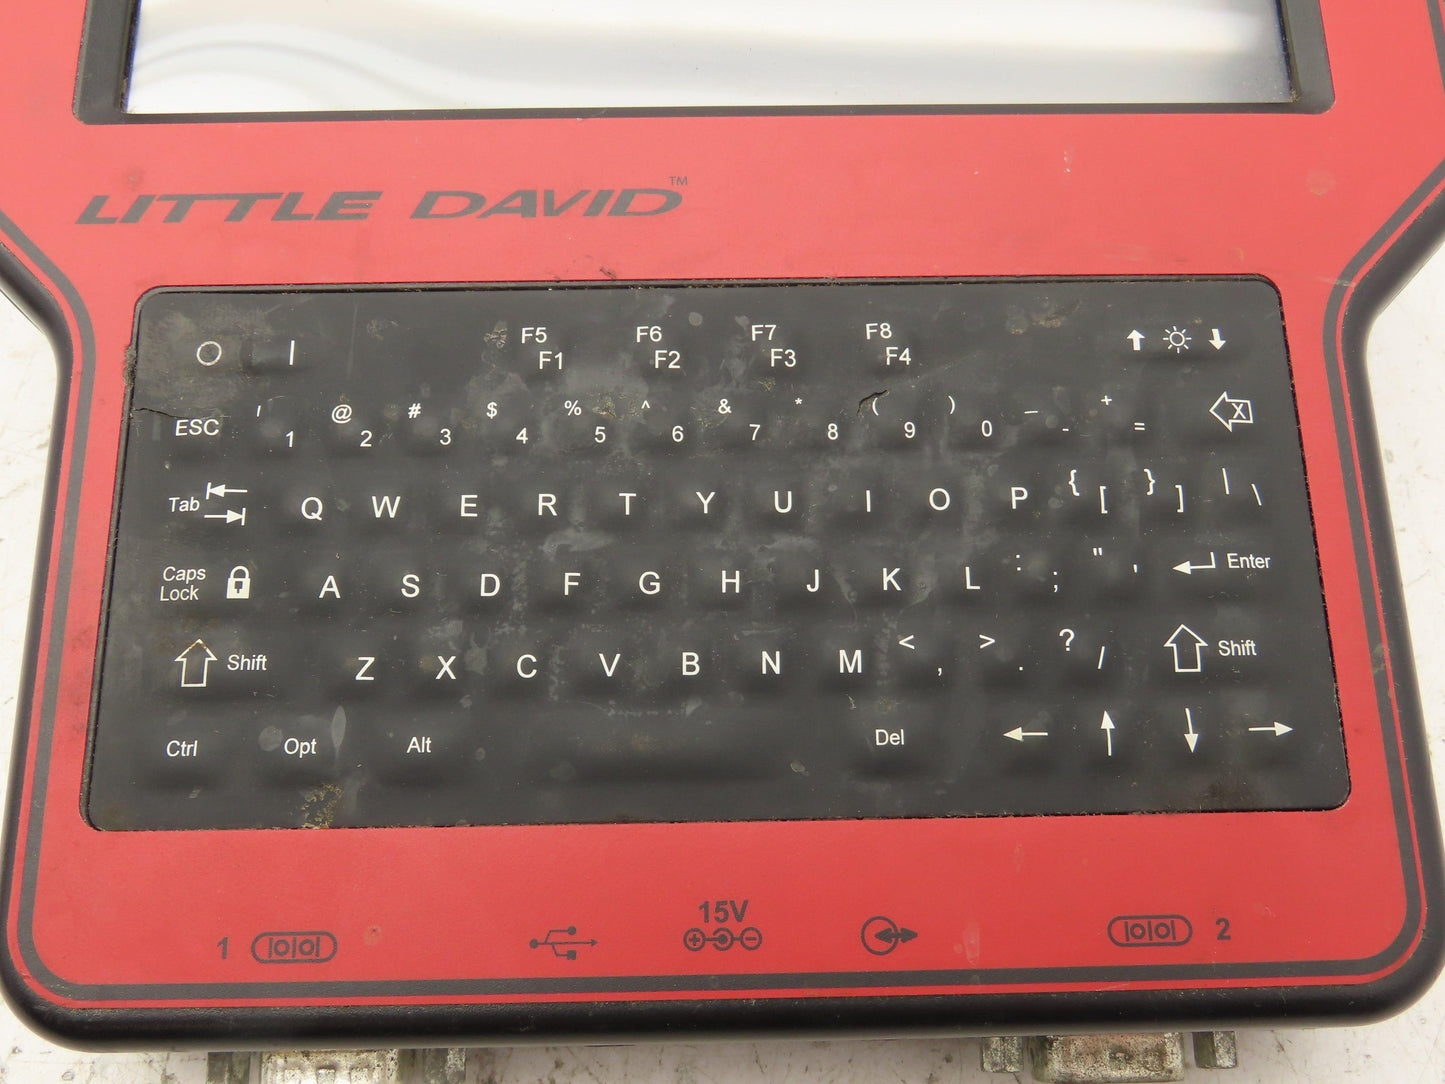 LITTLE DAVID™
F5 F6 F7 F8
F1 F2 F3 F4
! @ # $ % ^ & * ( ) _ +
ESC 1 2 3 4 5 6 7 8 9 0 - = X
Tab Q W E R T Y U I O P { [ } ] | \
Caps Lock A S D F G H J K L : ; " ' Enter
Shift Z X C V B N M < , > . ? / Shift
Ctrl Opt Alt Del
15V
1 |o|o| |o|o| 2